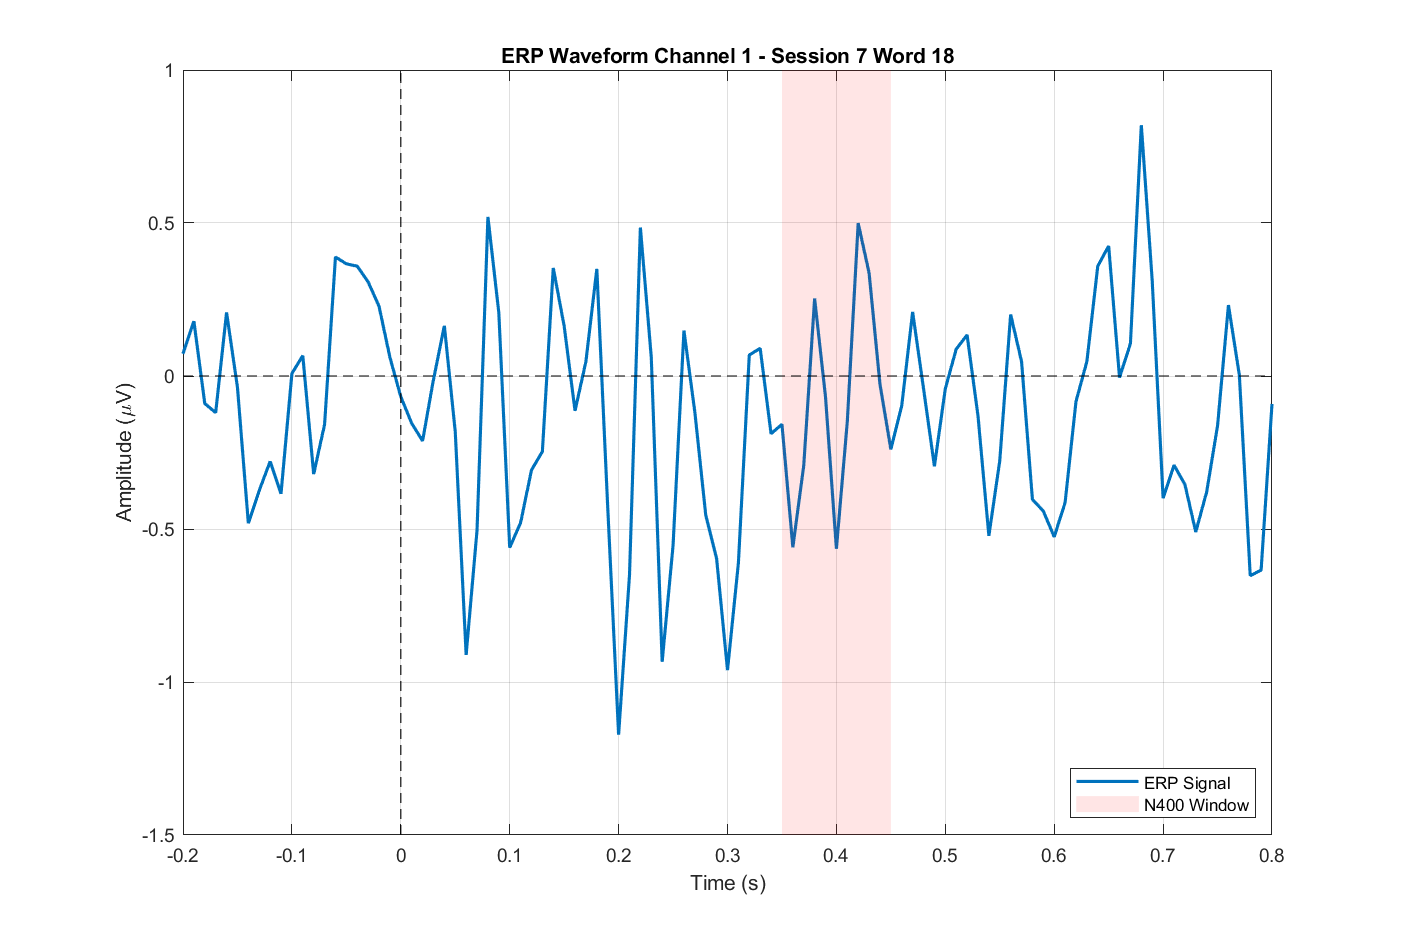 ERP Waveform Channel 1 - Session 7 Word 18
1
0.5
0
-0.5
-1
-1.5
Amplitude (μV)
-0.2 -0.1 0 0.1 0.2 0.3 0.4 0.5 0.6 0.7 0.8
Time (s)
ERP Signal
N400 Window